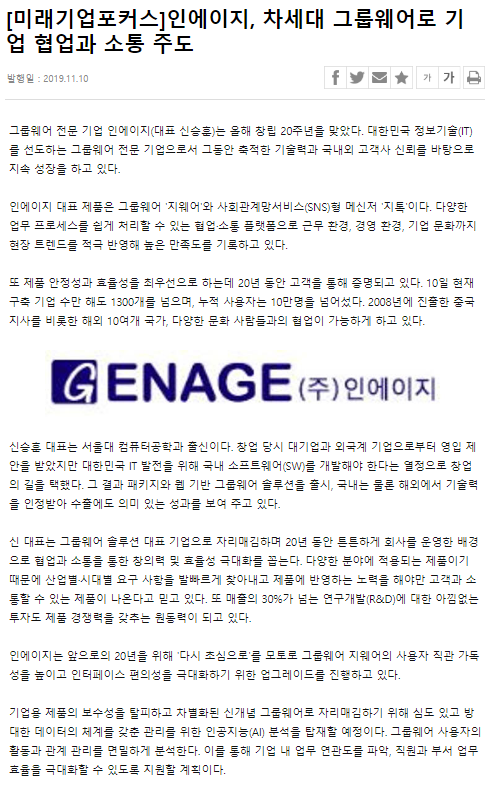 [미래기업포커스]인에이지, 차세대 그룹웨어로 기
업 협업과 소통 주도
발행일 : 2019.11.10
가 가
그룹웨어 전문 기업 인에이지(대표 신승훈)는 올해 창립 20주년을 맞았다. 대한민국 정보기술(IT)
를 선도하는 그룹웨어 전문 기업으로서 그동안 축적한 기술력과 국내외 고객사 신뢰를 바탕으로
지속 성장을 하고 있다.
인에이지 대표 제품은 그룹웨어 '지웨어'와 사회관계망서비스(SNS)형 메신저 '지톡'이다. 다양한
업무 프로세스를 쉽게 처리할 수 있는 협업·소통 플랫폼으로 근무 환경, 경영 환경, 기업 문화까지
현장 트렌드를 적극 반영해 높은 만족도를 기록하고 있다.
또 제품 안정성과 효율성을 최우선으로 하는데 20년 동안 고객을 통해 증명되고 있다. 10일 현재
구축 기업 수만 해도 1300개를 넘으며, 누적 사용자는 10만명을 넘어섰다. 2008년에 진출한 중국
지사를 비롯한 해외 10여개 국가, 다양한 문화 사람들과의 협업이 가능하게 하고 있다.
G ENAGE (주)인에이지
신승훈 대표는 서울대 컴퓨터공학과 출신이다. 창업 당시 대기업과 외국계 기업으로부터 영입 제
안을 받았지만 대한민국 IT 발전을 위해 국내 소프트웨어(SW)를 개발해야 한다는 열정으로 창업
의 길을 택했다. 그 결과 패키지와 웹 기반 그룹웨어 솔루션을 출시, 국내는 물론 해외에서 기술력
을 인정받아 수출에도 의미 있는 성과를 보여 주고 있다.
신 대표는 그룹웨어 솔루션 대표 기업으로 자리매김하며 20년 동안 튼튼하게 회사를 운영한 배경
으로 협업과 소통을 통한 창의력 및 효율성 극대화를 꼽는다. 다양한 분야에 적용되는 제품이기
때문에 산업별·시대별 요구 사항을 발빠르게 찾아내고 제품에 반영하는 노력을 해야만 고객과 소
통할 수 있는 제품이 나온다고 믿고 있다. 또 매출의 30%가 넘는 연구개발(R&D)에 대한 아낌없는
투자도 제품 경쟁력을 갖추는 원동력이 되고 있다.
인에이지는 앞으로의 20년을 위해 '다시 초심으로'를 모토로 그룹웨어 지웨어의 사용자 직관 가독
성을 높이고 인터페이스 편의성을 극대화하기 위한 업그레이드를 진행하고 있다.
기업용 제품의 보수성을 탈피하고 차별화된 신개념 그룹웨어로 자리매김하기 위해 심도 있고 방
대한 데이터의 체계를 갖춘 관리를 위한 인공지능(AI) 분석을 탑재할 예정이다. 그룹웨어 사용자의
활동과 관계 관리를 면밀하게 분석한다. 이를 통해 기업 내 업무 연관도를 파악, 직원과 부서 업무
효율을 극대화할 수 있도록 지원할 계획이다.